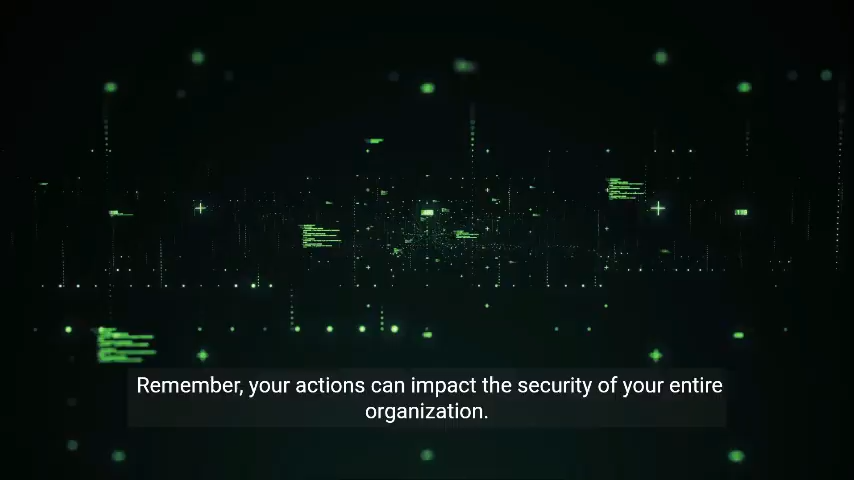 Remember, your actions can impact the security of your entire
organization.